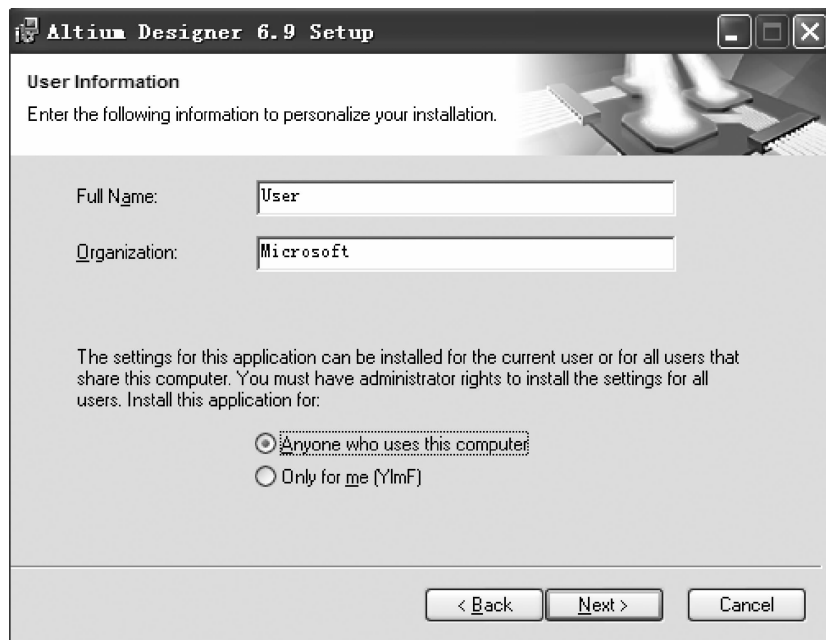 Altium Designer 6.9 Setup
User Information
Enter the following information to personalize your installation.
Full Name:
User
Organization:
Microsoft
The settings for this application can be installed for the current user or for all users that
share this computer. You must have administrator rights to install the settings for all
users. Install this application for:
Anyone who uses this computer
Only for me (YlmF)
< Back Next > Cancel